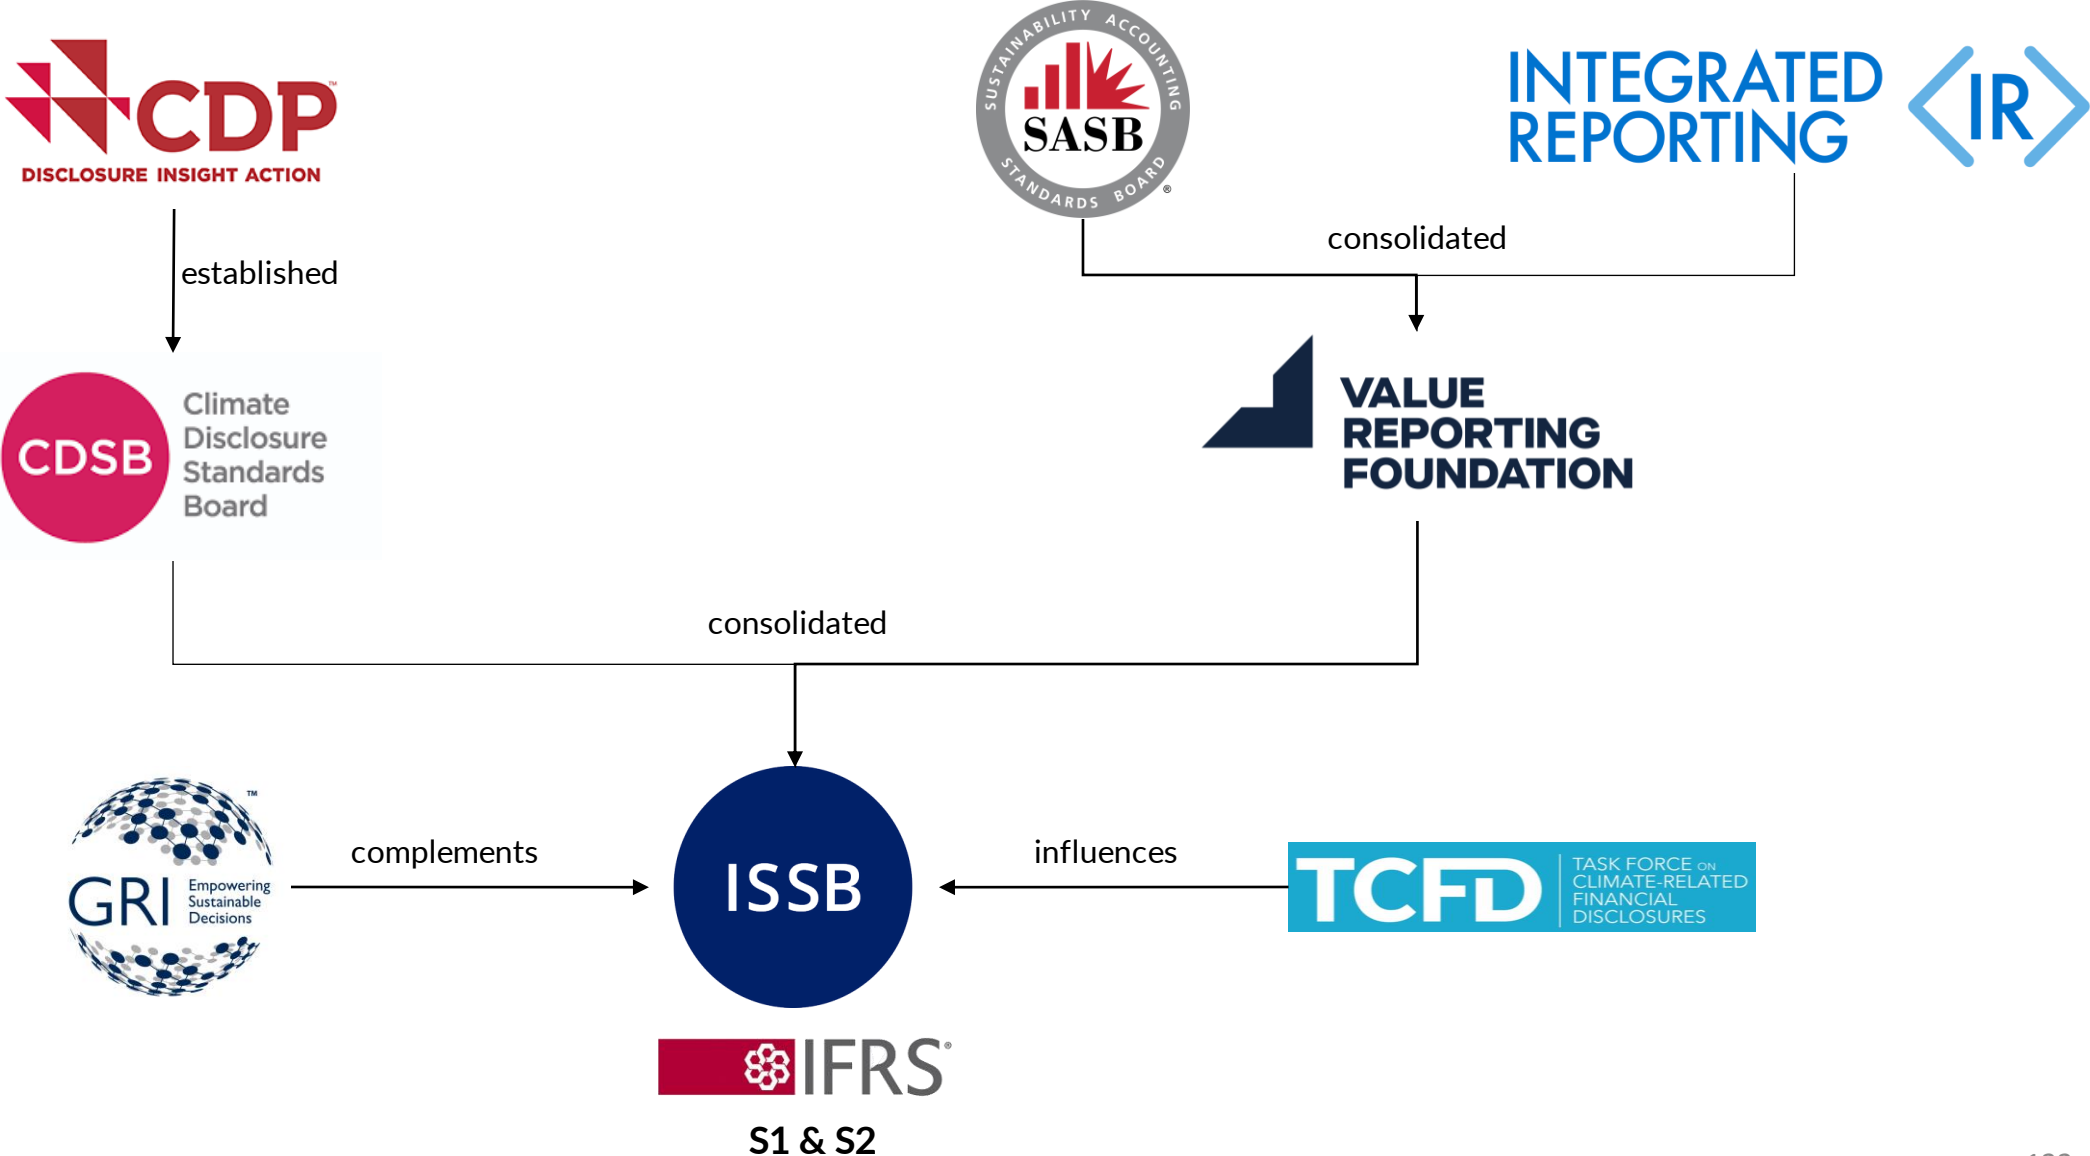 CDP™
DISCLOSURE INSIGHT ACTION
SUSTAINABILITY ACCOUNTING
SASB
STANDARDS BOARD
®
INTEGRATED
REPORTING
<IR>
established
consolidated
CDSB
Climate
Disclosure
Standards
Board
VALUE
REPORTING
FOUNDATION
consolidated
™
GRI
Empowering
Sustainable
Decisions
complements
ISSB
influences
TCFD
TASK FORCE ON
CLIMATE-RELATED
FINANCIAL
DISCLOSURES
IFRS®
S1 & S2